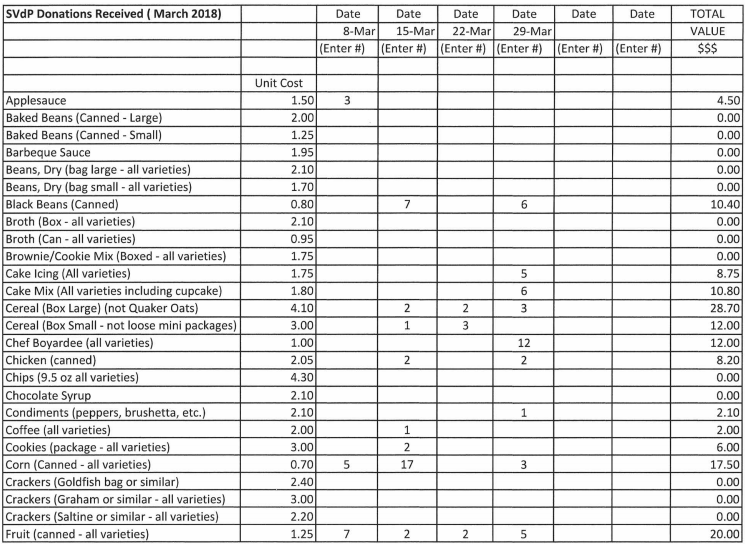 SVdP Donations Received ( March 2018) Date Date Date Date Date Date TOTAL
8-Mar 15-Mar 22-Mar 29-Mar VALUE
(Enter #) (Enter #) (Enter #) (Enter #) (Enter #) (Enter #) $$$
Unit Cost
Applesauce 1.50 3 4.50
Baked Beans (Canned - Large) 2.00 0.00
Baked Beans (Canned - Small) 1.25 0.00
Barbeque Sauce 1.95 0.00
Beans, Dry (bag large - all varieties) 2.10 0.00
Beans, Dry (bag small - all varieties) 1.70 0.00
Black Beans (Canned) 0.80 7 6 10.40
Broth (Box - all varieties) 2.10 0.00
Broth (Can - all varieties) 0.95 0.00
Brownie/Cookie Mix (Boxed - all varieties) 1.75 0.00
Cake Icing (All varieties) 1.75 5 8.75
Cake Mix (All varieties including cupcake) 1.80 6 10.80
Cereal (Box Large) (not Quaker Oats) 4.10 2 2 3 28.70
Cereal (Box Small - not loose mini packages) 3.00 1 3 12.00
Chef Boyardee (all varieties) 1.00 12 12.00
Chicken (canned) 2.05 2 2 8.20
Chips (9.5 oz all varieties) 4.30 0.00
Chocolate Syrup 2.10 0.00
Condiments (peppers, brushetta, etc.) 2.10 1 2.10
Coffee (all varieties) 2.00 1 2.00
Cookies (package - all varieties) 3.00 2 6.00
Corn (Canned - all varieties) 0.70 5 17 3 17.50
Crackers (Goldfish bag or similar) 2.40 0.00
Crackers (Graham or similar - all varieties) 3.00 0.00
Crackers (Saltine or similar - all varieties) 2.20 0.00
Fruit (canned - all varieties) 1.25 7 2 2 5 20.00